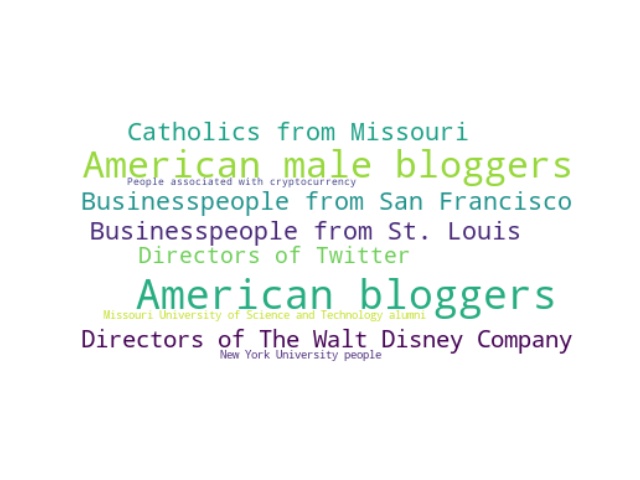 Catholics from Missouri
American male bloggers
People associated with cryptocurrency
Businesspeople from San Francisco
Businesspeople from St. Louis
Directors of Twitter
American bloggers
Missouri University of Science and Technology alumni
Directors of The Walt Disney Company
New York University people